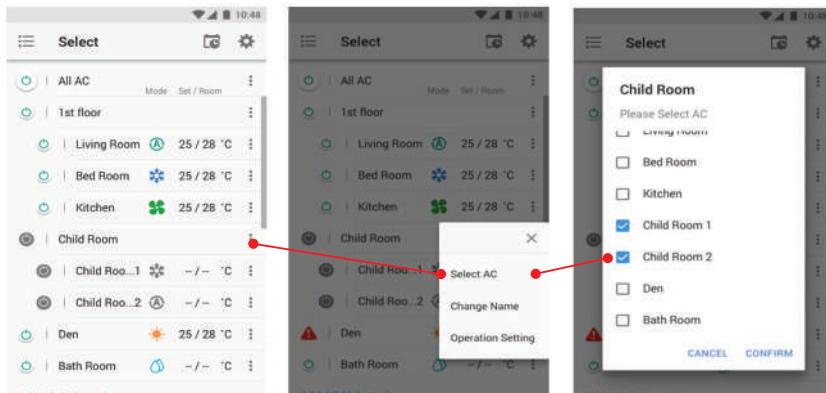 10:48
Select
All AC
Mode Set / Room
1st floor
Living Room 25 / 28 °C
Bed Room 25 / 28 °C
Kitchen 25 / 28 °C
Child Room
Child Roo...1 -- / -- °C
Child Roo...2 -- / -- °C
Den 25 / 28 °C
Bath Room -- / -- °C
10:48
Select
All AC
Mode Set / Room
1st floor
Living Room 25 / 28 °C
Bed Room 25 / 28 °C
Kitchen 25 / 28 °C
Child Room
Child Roo...1
Child Roo...2
Den
Bath Room -- / -- °C
Select AC
Change Name
Operation Setting
10:48
Select
Child Room
Please Select AC
Living Room
Bed Room
Kitchen
Child Room 1
Child Room 2
Den
Bath Room
CANCEL CONFIRM